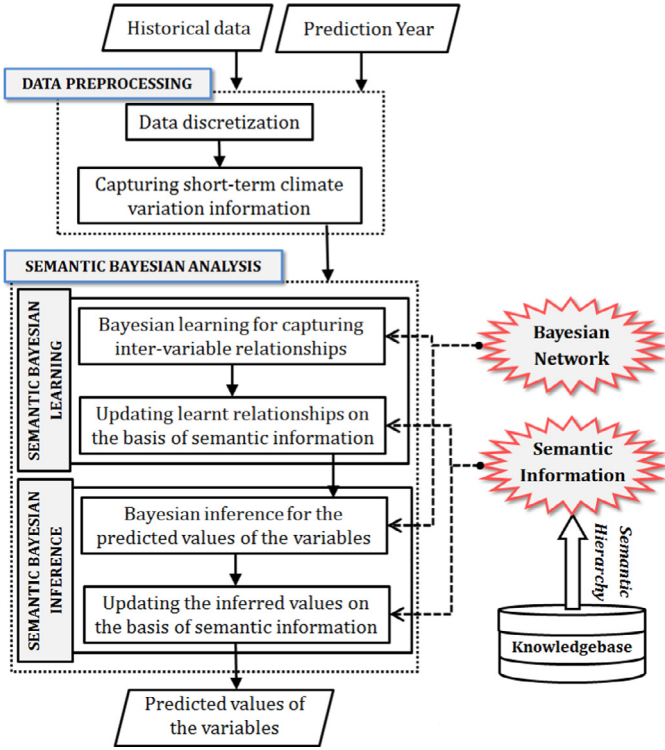 Historical data
Prediction Year
DATA PREPROCESSING
Data discretization
Capturing short-term climate
variation information
SEMANTIC BAYESIAN ANALYSIS
SEMANTIC BAYESIAN
LEARNING
Bayesian learning for capturing
inter-variable relationships
Updating learnt relationships on
the basis of semantic information
SEMANTIC BAYESIAN
INFERENCE
Bayesian inference for the
predicted values of the variables
Updating the inferred values on
the basis of semantic information
Predicted values of
the variables
Bayesian
Network
Semantic
Information
Semantic
Hierarchy
Knowledgebase